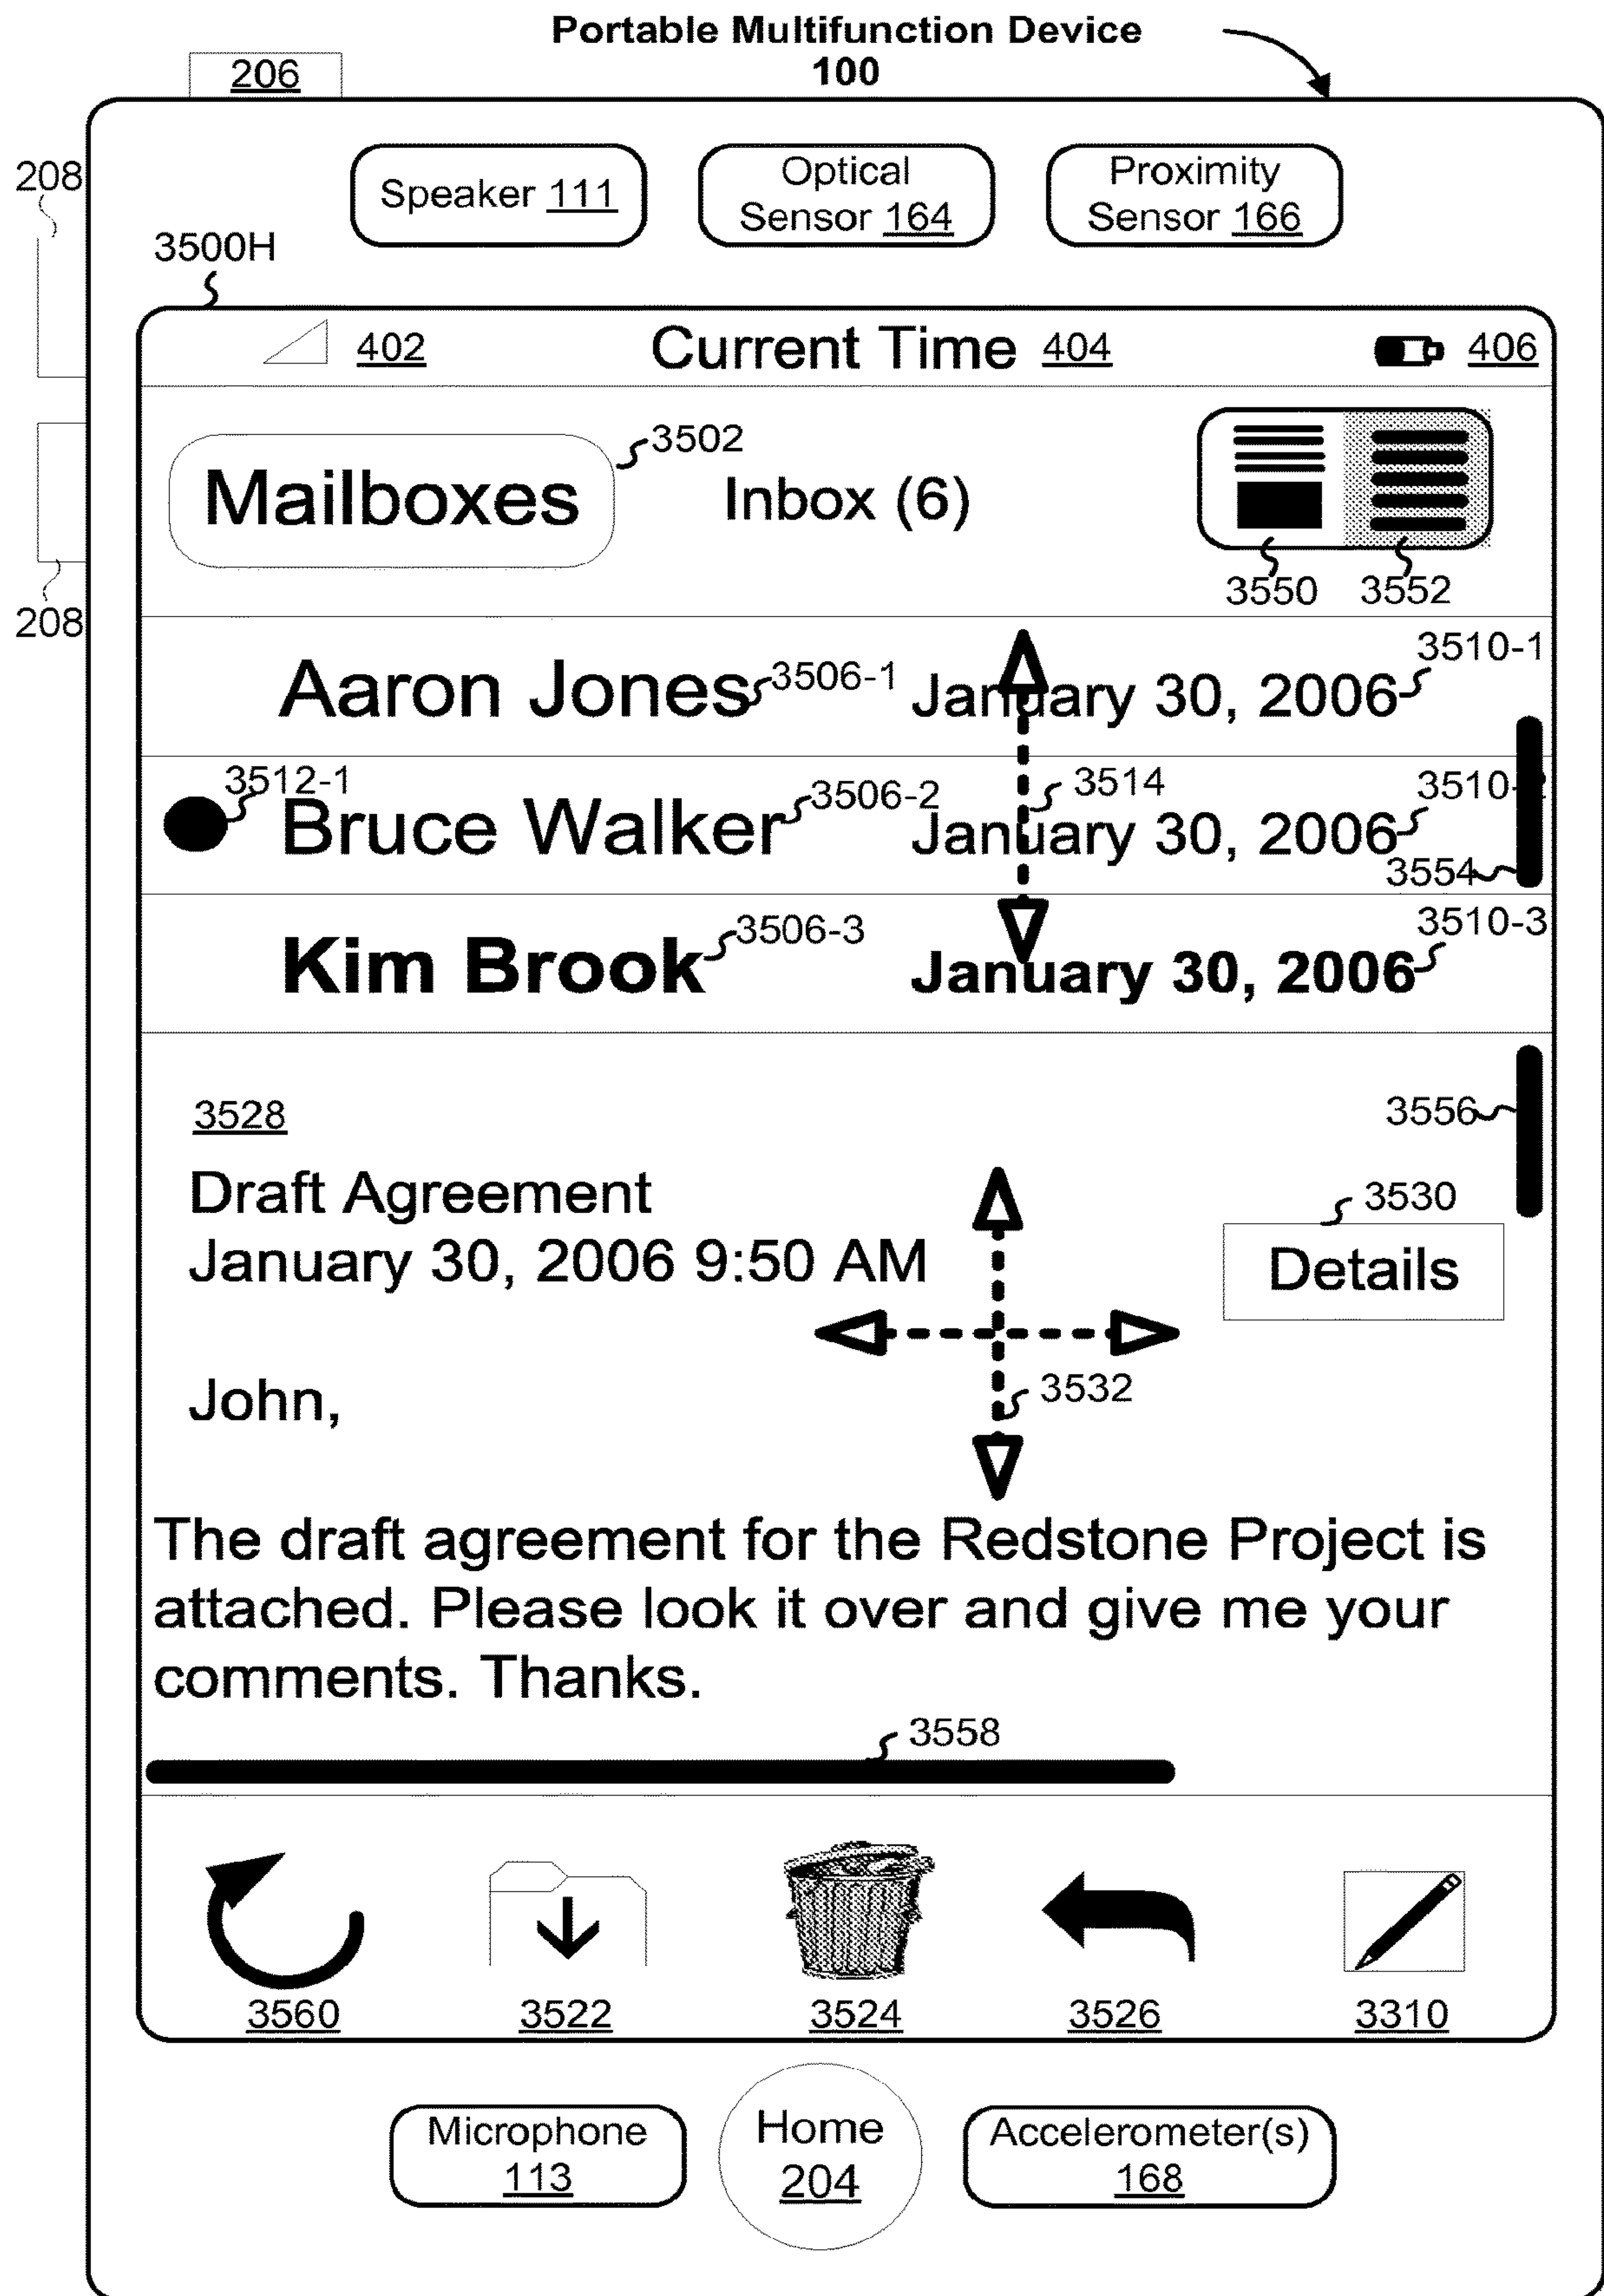 Portable Multifunction Device
100
206
208
Speaker 111
Optical
Sensor 164
Proximity
Sensor 166
3500H
402
Current Time 404
406
Mailboxes
3502
Inbox (6)
3550
3552
208
Aaron Jones
3506-1
January 30, 2006
3510-1
3512-1
Bruce Walker
3506-2
3514
January 30, 2006
3510-
3554
Kim Brook
3506-3
January 30, 2006
3510-3
3528
3556
Draft Agreement
3530
January 30, 2006 9:50 AM
Details
John,
3532
The draft agreement for the Redstone Project is
attached. Please look it over and give me your
comments. Thanks.
3558
3560
3522
3524
3526
3310
Microphone
113
Home
204
Accelerometer(s)
168